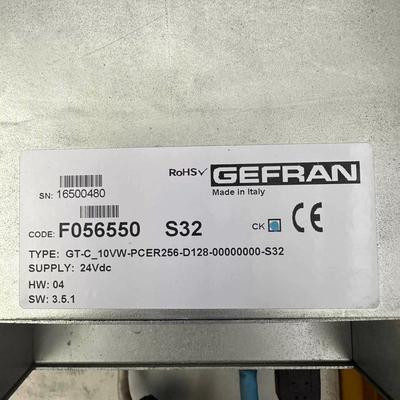 RoHS✓ GEFRAN
Made in Italy
SN: 16500480
CODE: F056550 S32 CK CE
TYPE: GT-C_10VW-PCER256-D128-00000000-S32
SUPPLY: 24Vdc
HW: 04
SW: 3.5.1